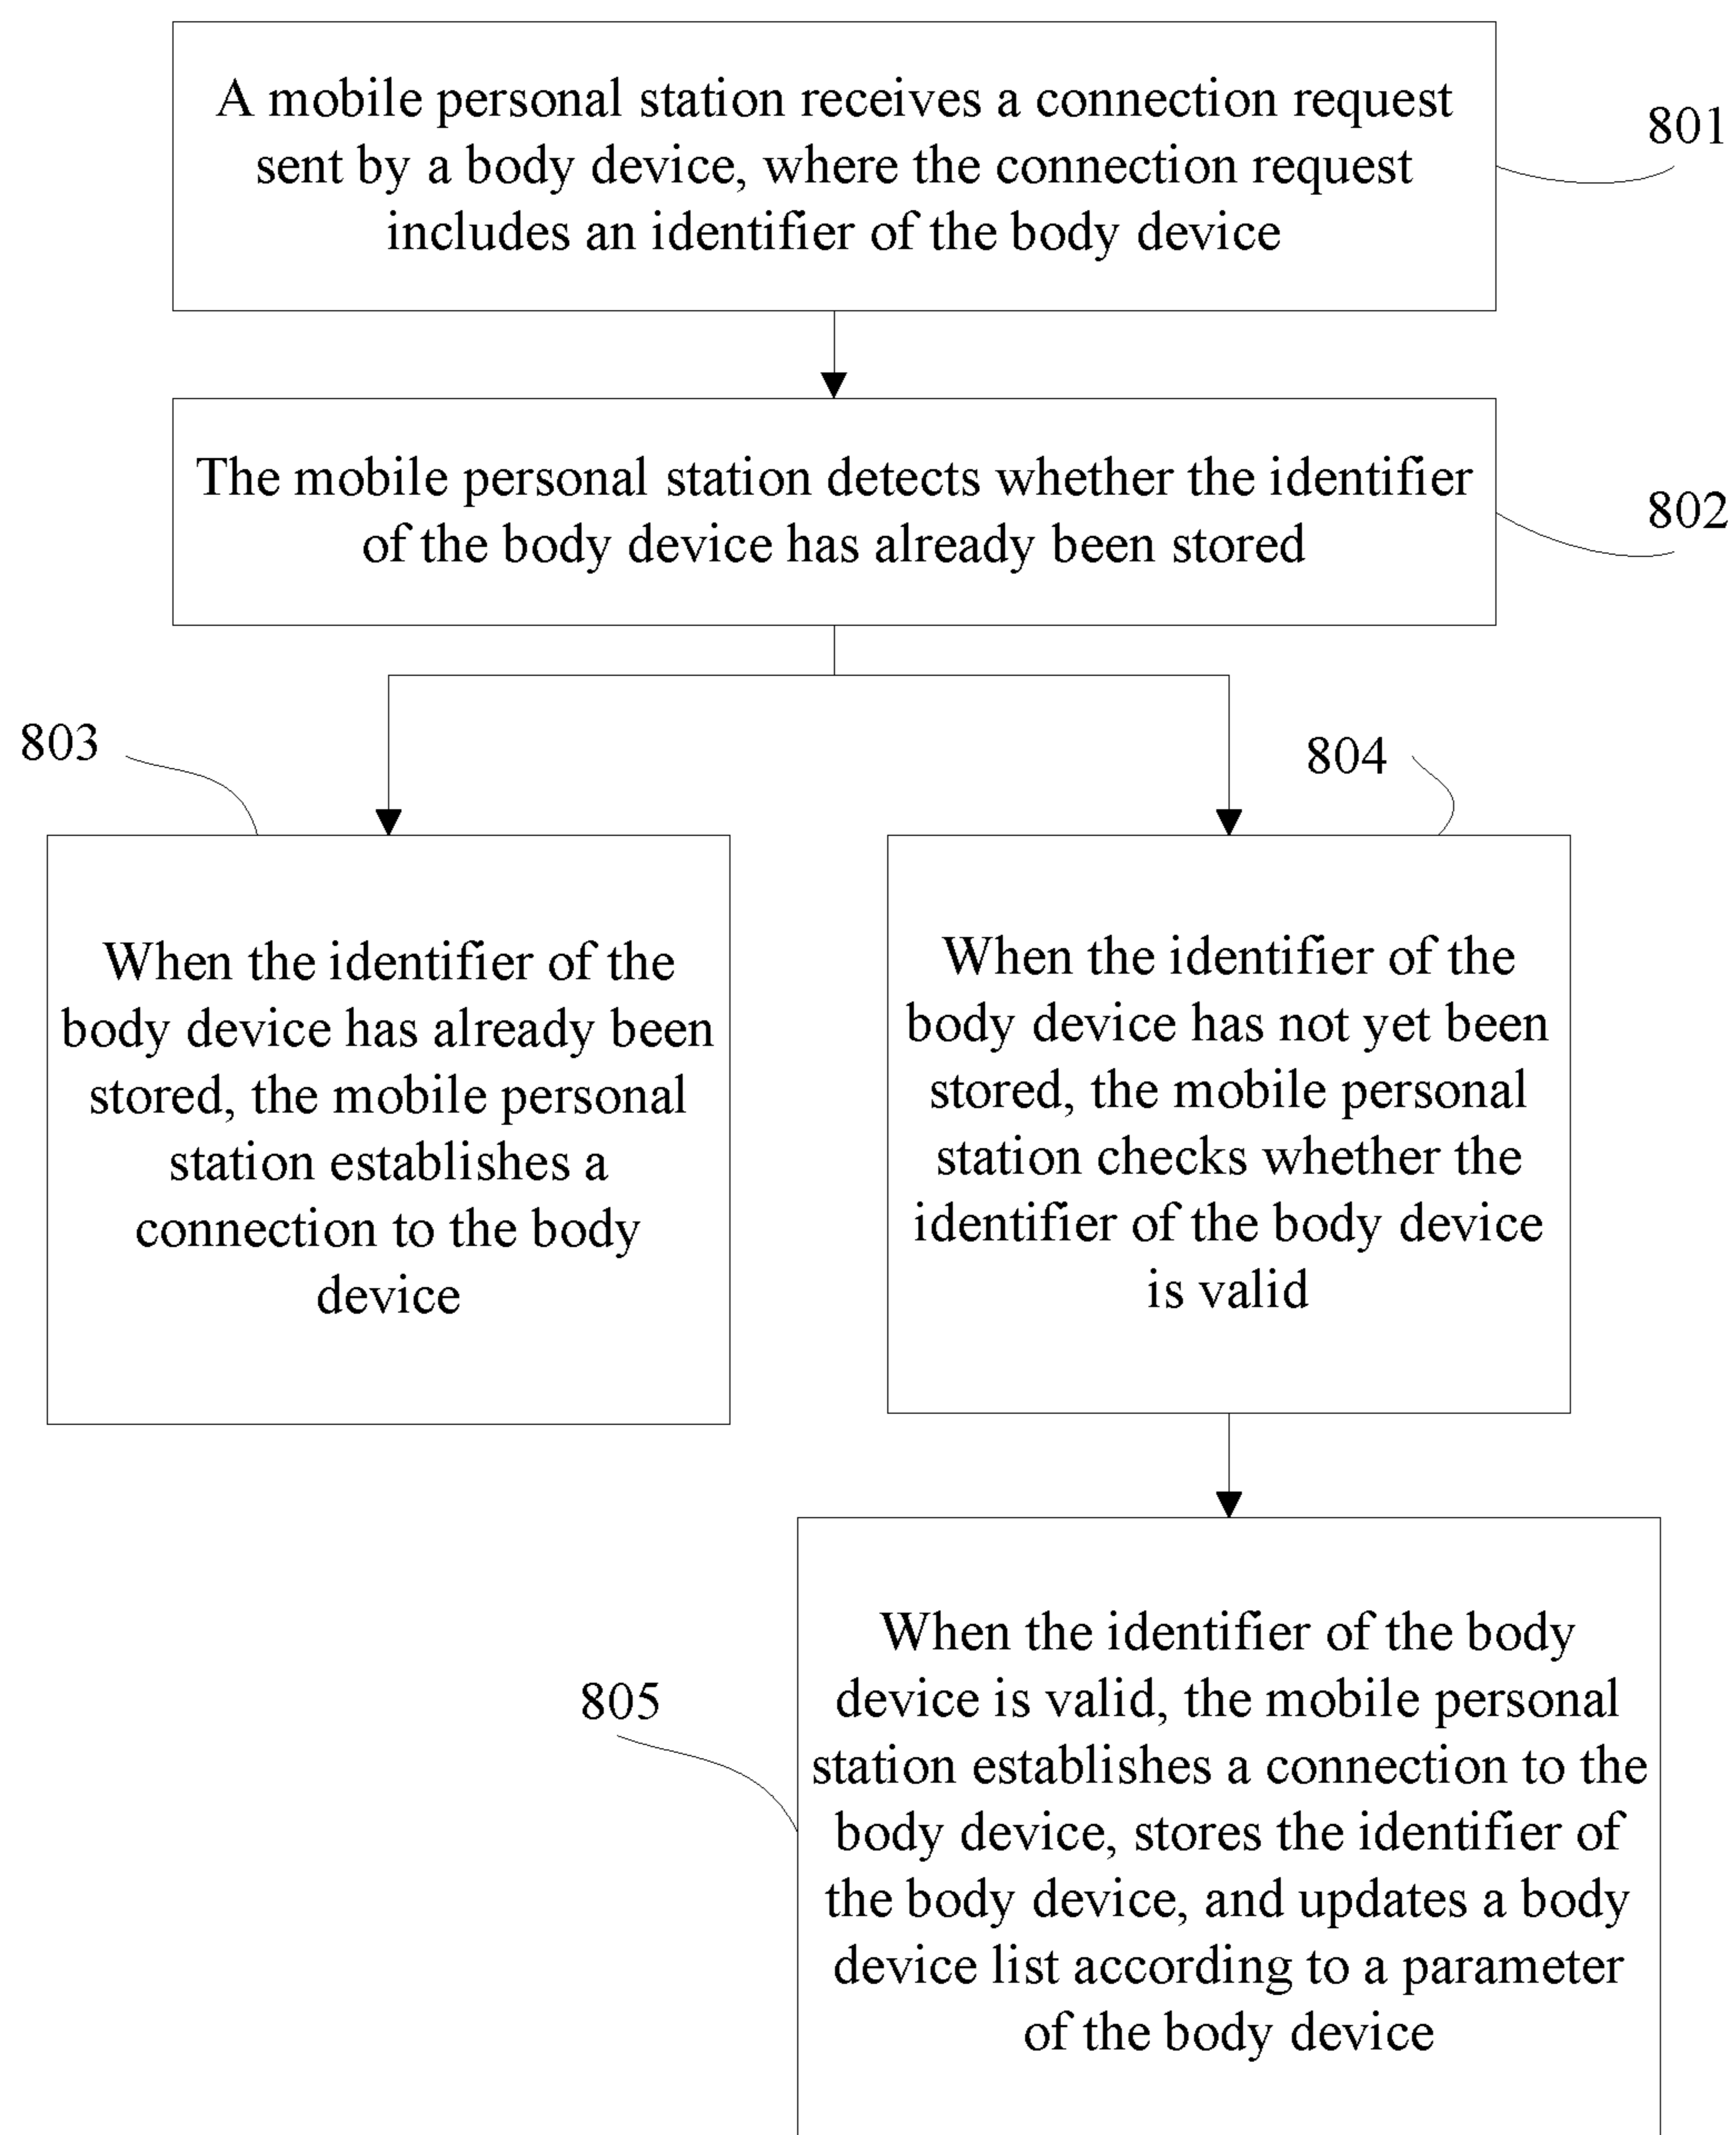 A mobile personal station receives a connection request
sent by a body device, where the connection request
includes an identifier of the body device
801
The mobile personal station detects whether the identifier
of the body device has already been stored
802
803
When the identifier of the
body device has already been
stored, the mobile personal
station establishes a
connection to the body
device
804
When the identifier of the
body device has not yet been
stored, the mobile personal
station checks whether the
identifier of the body device
is valid
805
When the identifier of the body
device is valid, the mobile personal
station establishes a connection to the
body device, stores the identifier of
the body device, and updates a body
device list according to a parameter
of the body device